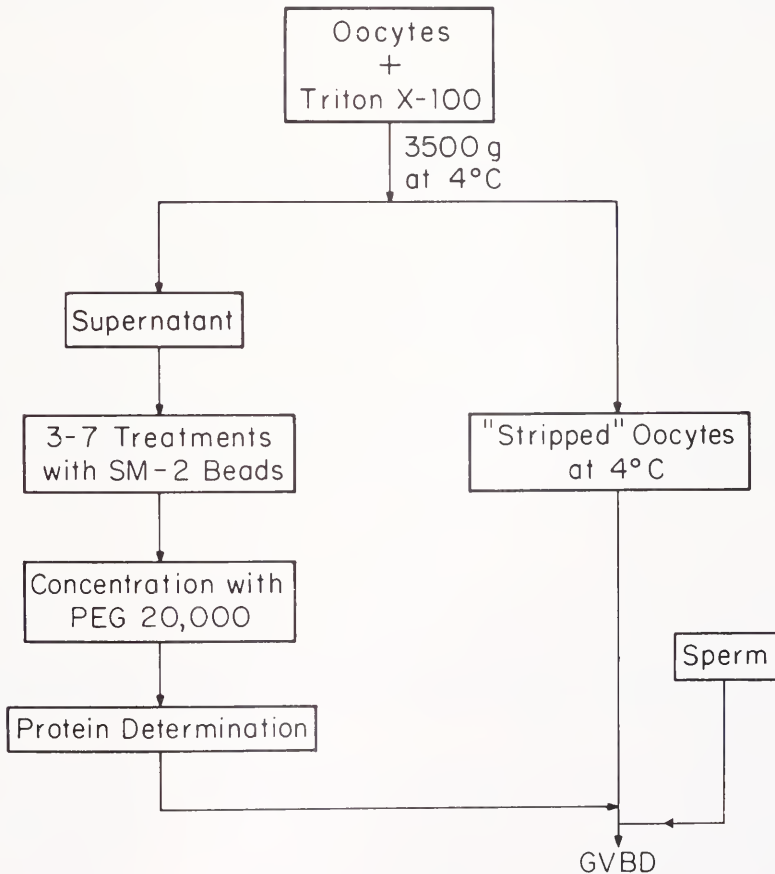 Oocytes
+
Triton X-100
3500 g
at 4°C
Supernatant
3-7 Treatments
with SM-2 Beads
"Stripped" Oocytes
at 4°C
Concentration with
PEG 20,000
Sperm
Protein Determination
GVBD